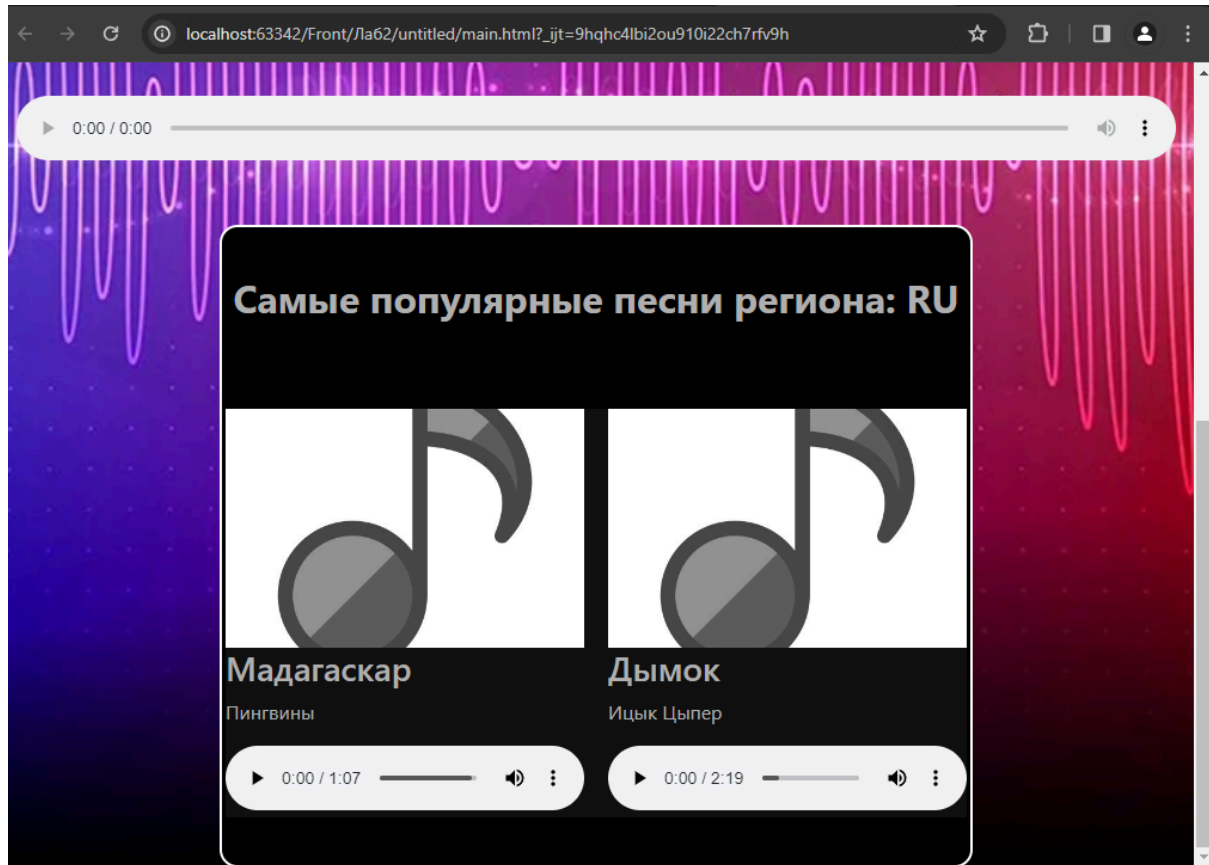 localhost:63342/Front/Ла62/untitled/main.html?_ijt=9hqhc4lbi2ou910i22ch7rfv9h
0:00 / 0:00
Самые популярные песни региона: RU
Мадагаскар
Пингвины
0:00 / 1:07
Дымок
Ицык Цыпер
0:00 / 2:19